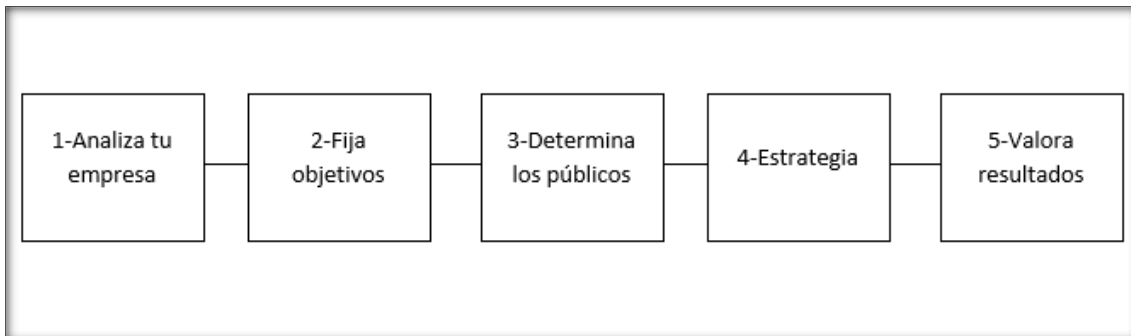 1-Analiza tu
empresa
2-Fija
objetivos
3-Determina
los públicos
4-Estrategia
5-Valora
resultados